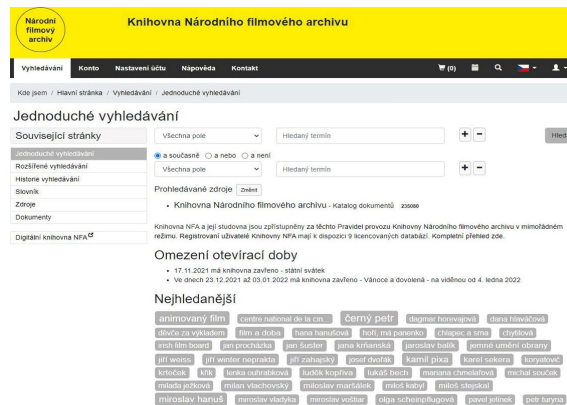 Národní
filmový
archiv
Knihovna Národního filmového archivu
Vyhledávání Konto Nastavení účtu Nápověda Kontakt (0)
Kde jsem / Hlavní stránka / Vyhledávání / Jednoduché vyhledávání
Jednoduché vyhledávání
Související stránky
Jednoduché vyhledávání
Rozšířené vyhledávání
Historie vyhledávání
Slovník
Zdroje
Dokumenty
Digitální knihovna NFA
Všechna pole Hledaný termín + − Hled
a současně a nebo a není
Všechna pole Hledaný termín + −
Prohledávané zdroje Změnit
• Knihovna Národního filmového archivu - Katalog dokumentů 235080
Knihovna NFA a její studovna jsou zpřístupněny za těchto Pravidel provozu Knihovny Národního filmového archivu v mimořádném
režimu. Registrovaní uživatelé Knihovny NFA mají k dispozici 9 licencovaných databází. Kompletní přehled zde.
Omezení otevírací doby
• 17.11.2021 má knihovna zavřeno - státní svátek
• Ve dnech 23.12.2021 až 03.01.2022 má knihovna zavřeno - Vánoce a dovolená - na viděnou od 4. ledna 2022
Nejhledanější
animovaný film centre national de la cin... černý petr dagmar horevajová dana hlaváčová
děvče za výkladem film a doba hana hanušová hoří, má panenko chlapec a srna chytilová
irish film board jan procházka jan šuster jana krňanská jaroslav balík jemné umění obrany
jiří weiss jiří winter neprakta jiří zahajský josef dvořák kamil pixa karel sekera koryatovič
krteček křik lenka ouhrabková luděk kopřiva lukáš bech mariana chmelařová michal souček
milada ježková milan vlachovský miloslav maršálek miloš kabyl miloš stejskal
miroslav hanuš miroslav vladyka miroslav voštiar olga scheinpflugová pavol jelínek petr turyna